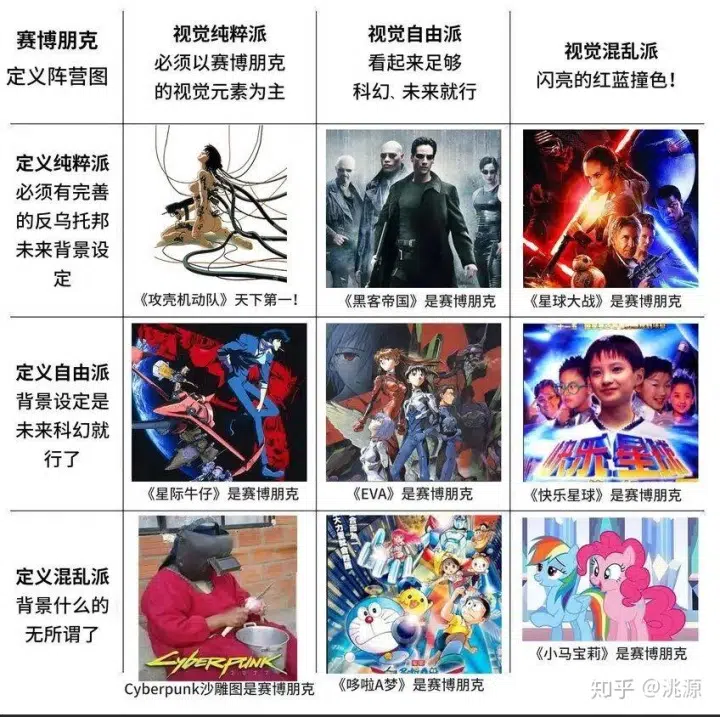 赛博朋克
定义阵营图
视觉纯粹派
必须以赛博朋克
的视觉元素为主
视觉自由派
看起来足够
科幻、未来就行
视觉混乱派
闪亮的红蓝撞色！
定义纯粹派
必须有完善
的反乌托邦
未来背景设
定
《攻壳机动队》天下第一！
《黑客帝国》是赛博朋克
《星球大战》是赛博朋克
定义自由派
背景设定是
未来科幻就
行了
《星际牛仔》是赛博朋克
《EVA》是赛博朋克
快乐星球
《快乐星球》是赛博朋克
定义混乱派
背景什么的
无所谓了
CYBERPUNK
Cyberpunk沙雕图是赛博朋克
《哆啦A梦》是赛博朋克
《小马宝莉》是赛博朋克
知乎 @洮源